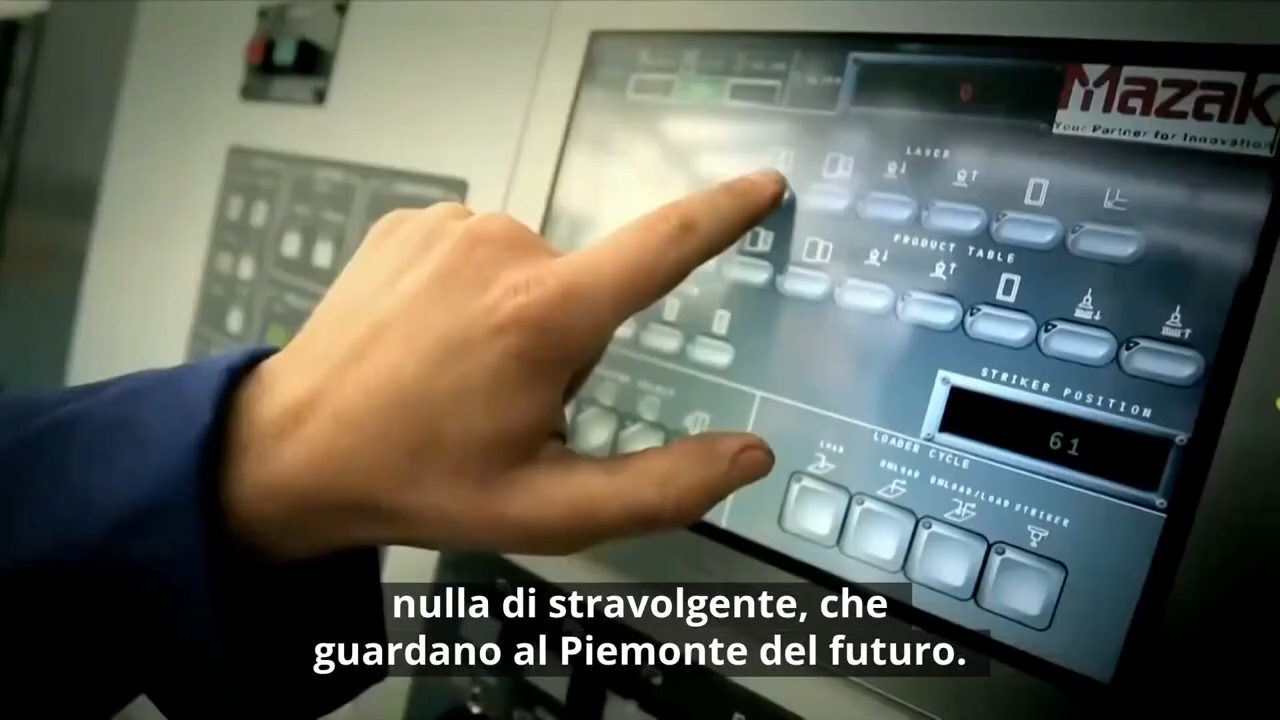 Mazak
Your Partner for Innovation
0
LASER
PRODUCT TABLE
STRIKER POSITION
61
LOADER CYCLE
LOAD
UNLOAD
UNLOAD/LOAD
STRIKER
nulla di stravolgente, che
guardano al Piemonte del futuro.